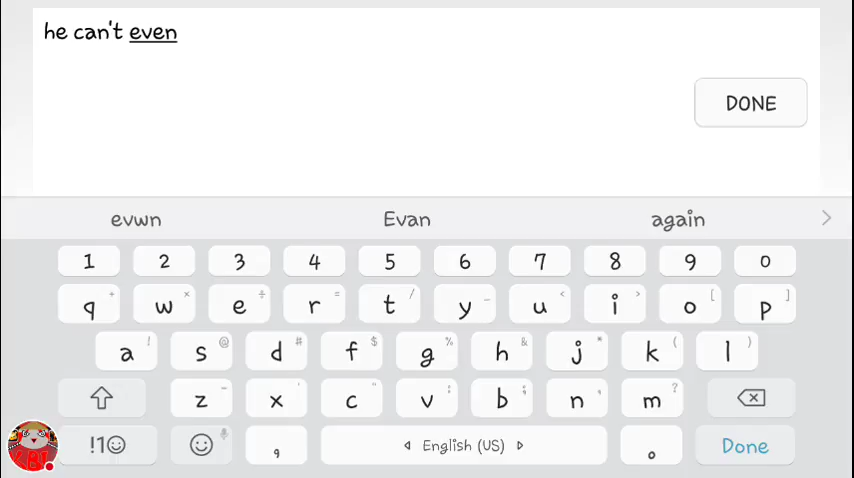 he can't even
DONE
evwn Evan again
1 2 3 4 5 6 7 8 9 0
q + w × e ÷ r = t / y _ u < i > o [ p ]
a ! s @ d # f $ g % h & j * k ( l )
z - x ' c " v : b ; n , m ?
!1☺ , English (US) . Done